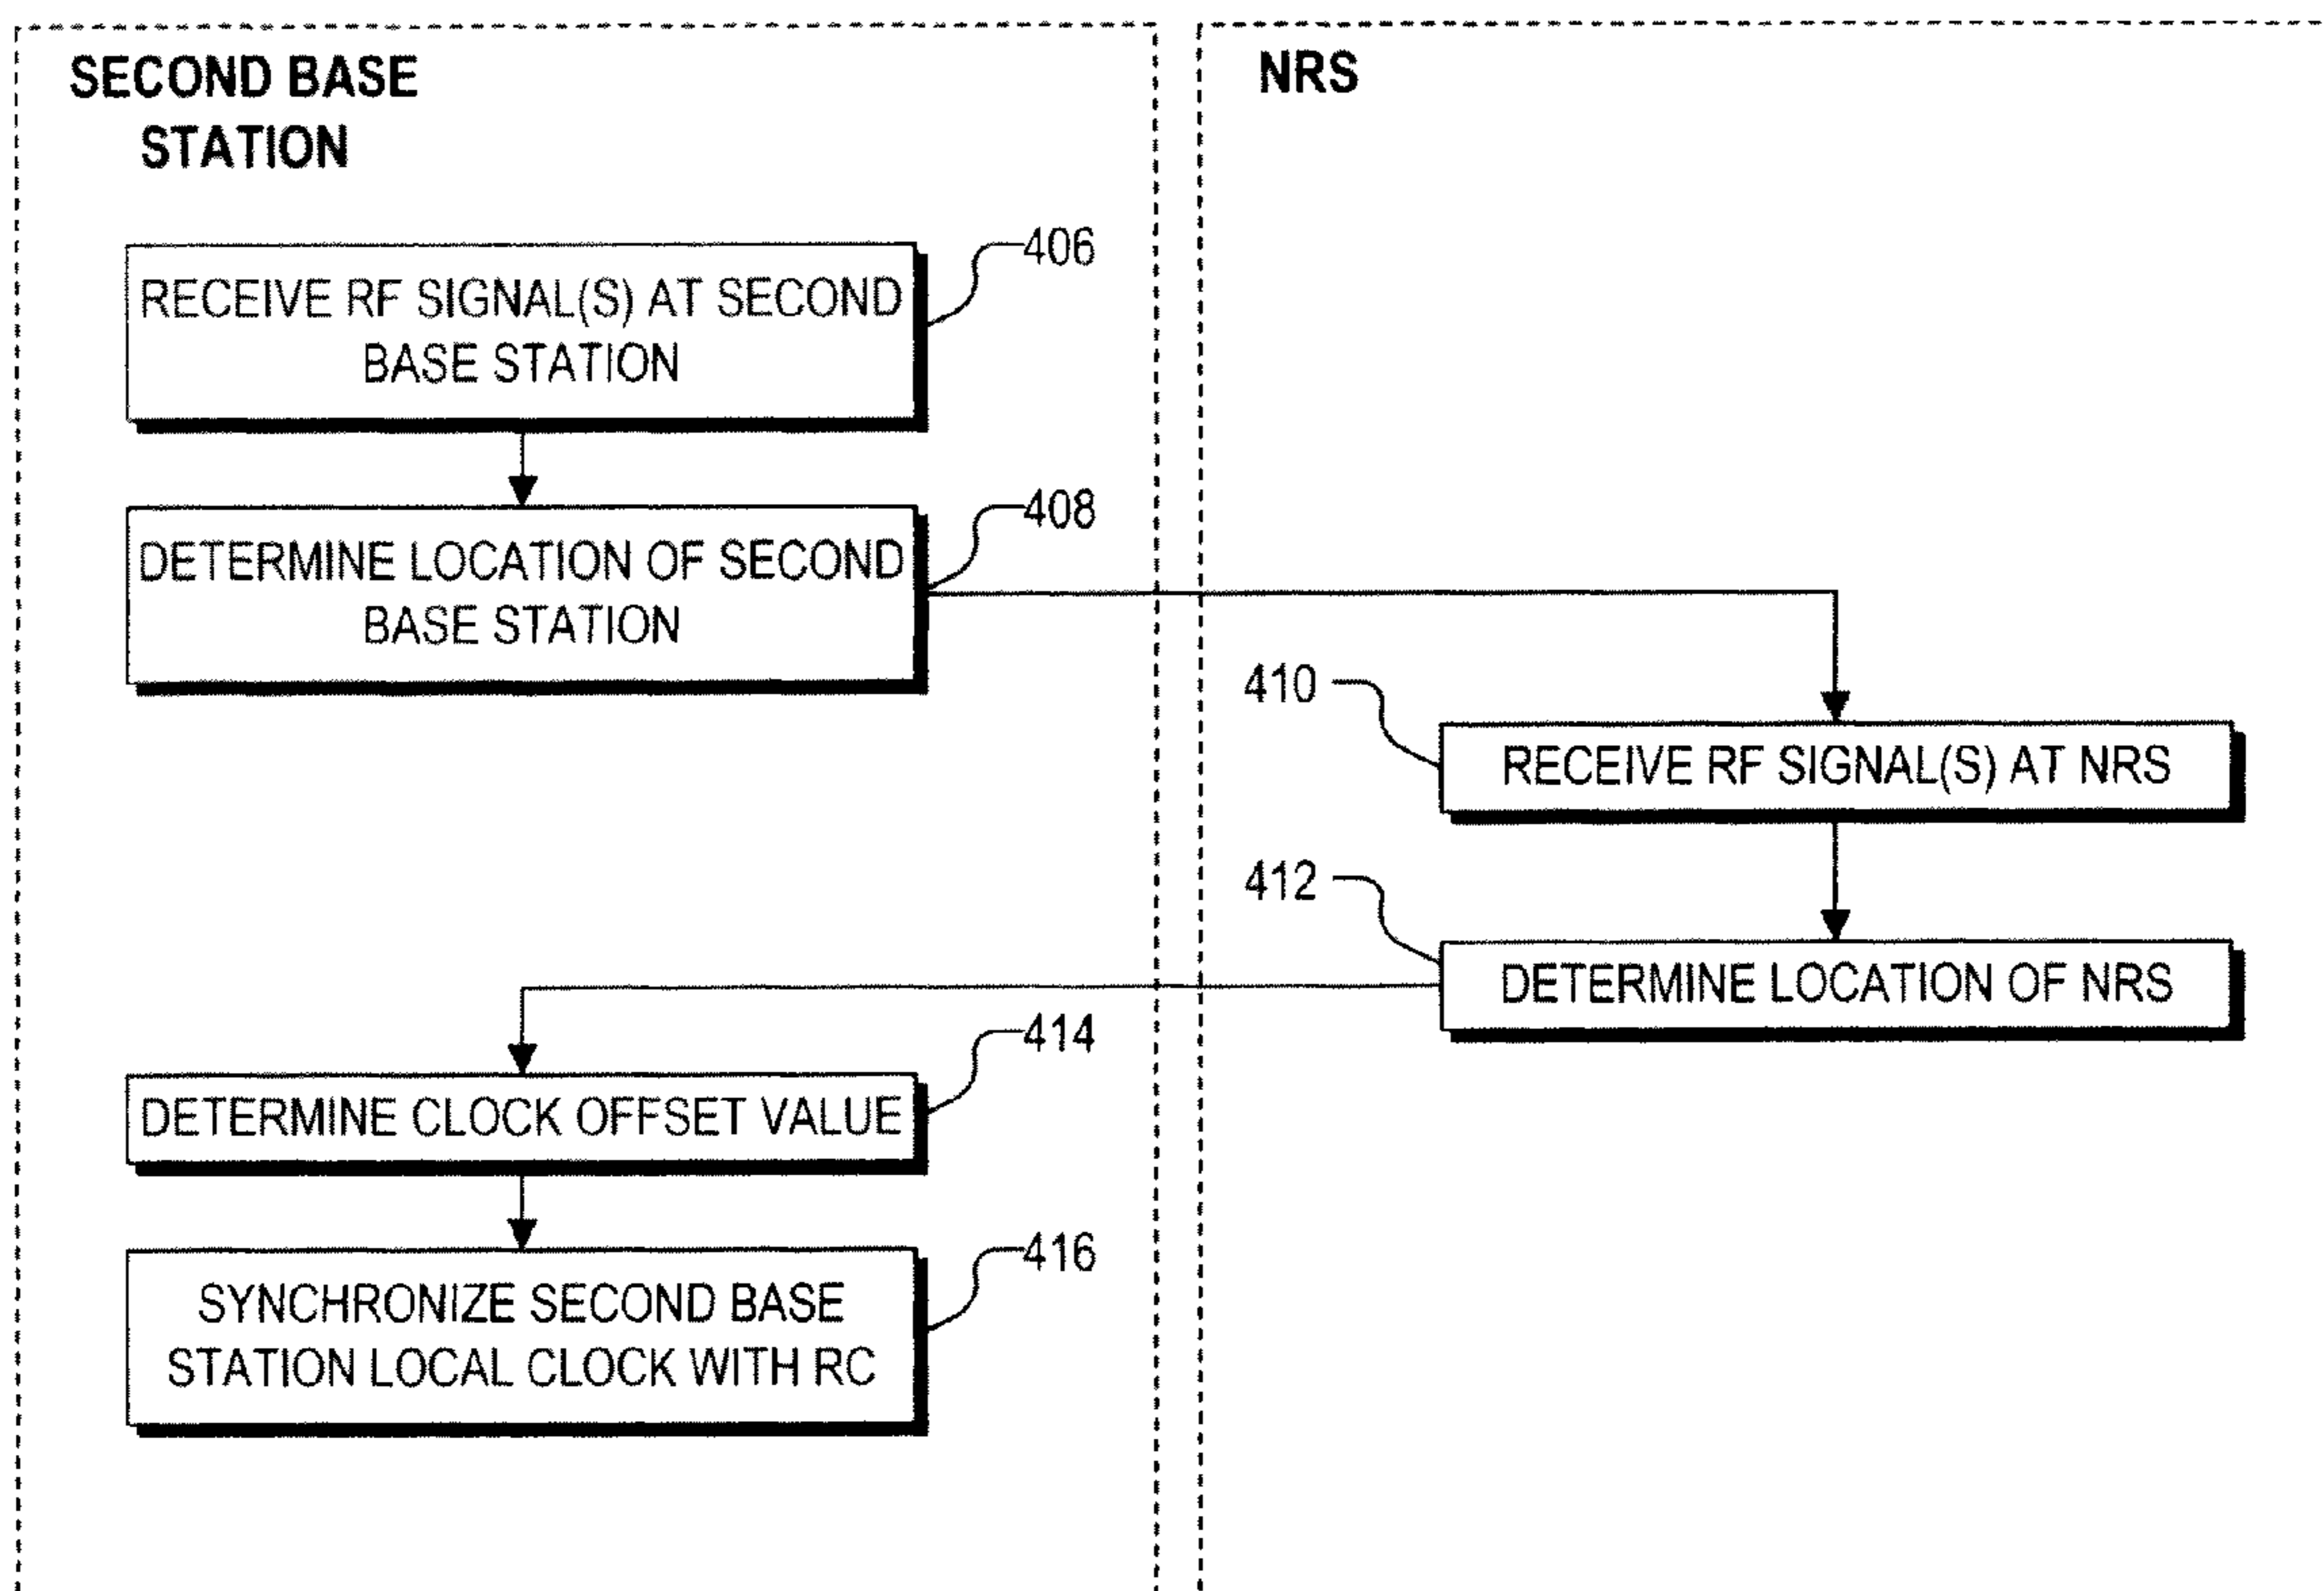 SECOND BASE
STATION
NRS
406
RECEIVE RF SIGNAL(S) AT SECOND
BASE STATION
408
DETERMINE LOCATION OF SECOND
BASE STATION
410
RECEIVE RF SIGNAL(S) AT NRS
412
DETERMINE LOCATION OF NRS
414
DETERMINE CLOCK OFFSET VALUE
416
SYNCHRONIZE SECOND BASE
STATION LOCAL CLOCK WITH RC